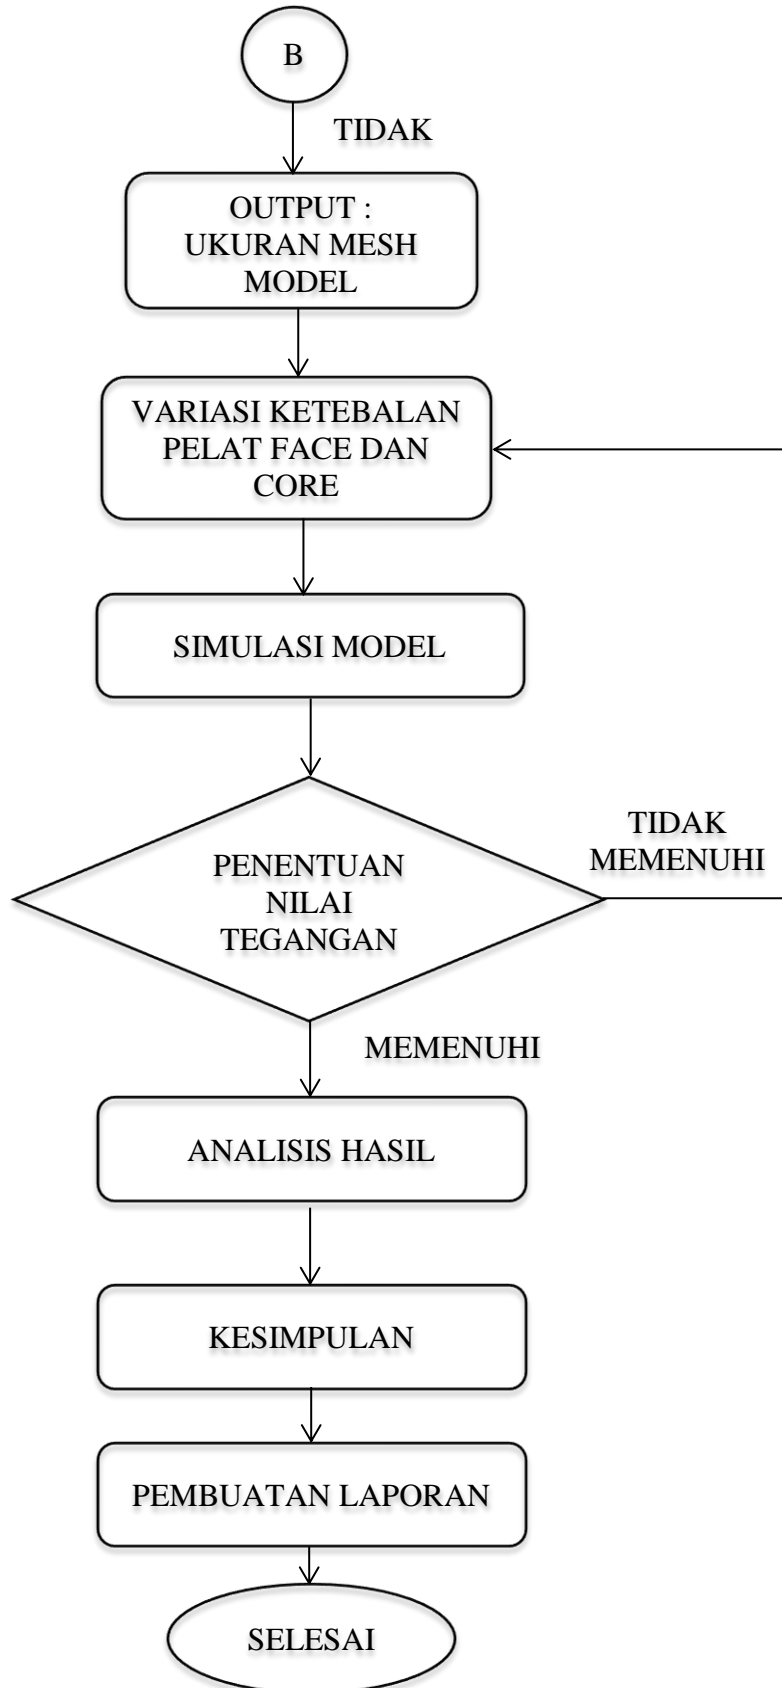 B
TIDAK
OUTPUT :
UKURAN MESH
MODEL
VARIASI KETEBALAN
PELAT FACE DAN
CORE
SIMULASI MODEL
PENENTUAN
NILAI
TEGANGAN
TIDAK
MEMENUHI
MEMENUHI
ANALISIS HASIL
KESIMPULAN
PEMBUATAN LAPORAN
SELESAI